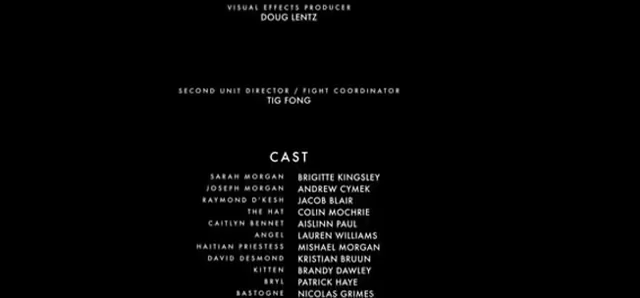 VISUAL EFFECTS PRODUCER
DOUG LENTZ
SECOND UNIT DIRECTOR / FIGHT COORDINATOR
TIG FONG
CAST
SARAH MORGAN BRIGITTE KINGSLEY
JOSEPH MORGAN ANDREW CYMEK
RAYMOND D'KESH JACOB BLAIR
THE HAT COLIN MOCHRIE
CAITLYN BENNET AISLINN PAUL
ANGEL LAUREN WILLIAMS
HAITIAN PRIESTESS MISHAEL MORGAN
DAVID DESMOND KRISTIAN BRUUN
KITTEN BRANDY DAWLEY
BRYL PATRICK HAYE
BASTOGNE NICOLAS GRIMES